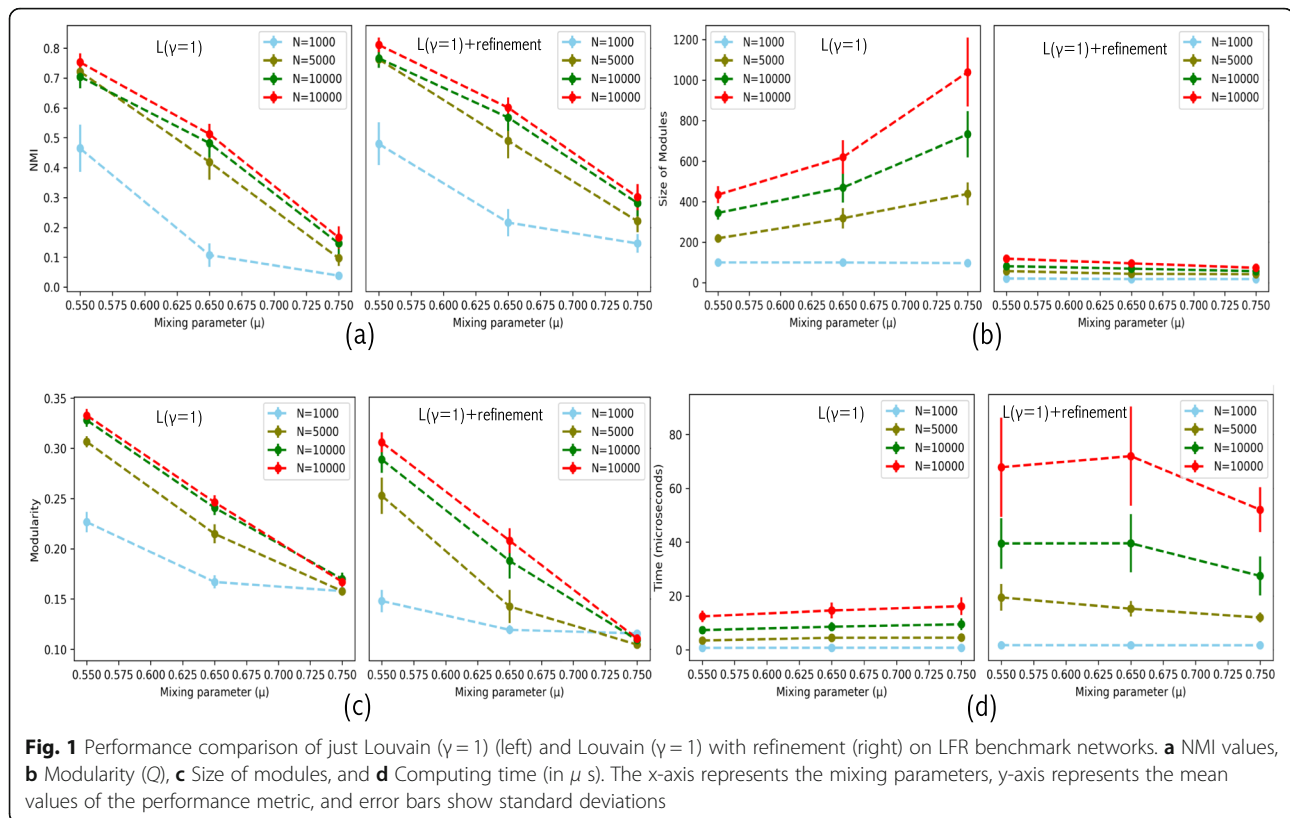 L(γ=1)
N=1000
N=5000
N=10000
N=10000
NMI
0.8
0.7
0.6
0.5
0.4
0.3
0.2
0.1
0.0
0.550 0.575 0.600 0.625 0.650 0.675 0.700 0.725 0.750
Mixing parameter (μ)
L(γ=1)+refinement
N=1000
N=5000
N=10000
N=10000
0.550 0.575 0.600 0.625 0.650 0.675 0.700 0.725 0.750
Mixing parameter (μ)
(a)
L(γ=1)
N=1000
N=5000
N=10000
N=10000
Size of Modules
1200
1000
800
600
400
200
0
0.550 0.575 0.600 0.625 0.650 0.675 0.700 0.725 0.750
Mixing parameter (μ)
L(γ=1)+refinement
N=1000
N=5000
N=10000
N=10000
0.550 0.575 0.600 0.625 0.650 0.675 0.700 0.725 0.750
Mixing parameter (μ)
(b)
L(γ=1)
N=1000
N=5000
N=10000
N=10000
Modularity
0.35
0.30
0.25
0.20
0.15
0.10
0.550 0.575 0.600 0.625 0.650 0.675 0.700 0.725 0.750
Mixing parameter (μ)
L(γ=1)+refinement
N=1000
N=5000
N=10000
N=10000
0.550 0.575 0.600 0.625 0.650 0.675 0.700 0.725 0.750
Mixing parameter (μ)
(c)
L(γ=1)
N=1000
N=5000
N=10000
N=10000
Time (microseconds)
80
60
40
20
0
0.550 0.575 0.600 0.625 0.650 0.675 0.700 0.725 0.750
Mixing parameter (μ)
L(γ=1)+refinement
N=1000
N=5000
N=10000
N=10000
0.550 0.575 0.600 0.625 0.650 0.675 0.700 0.725 0.750
Mixing parameter (μ)
(d)
Fig. 1 Performance comparison of just Louvain (γ = 1) (left) and Louvain (γ = 1) with refinement (right) on LFR benchmark networks. a NMI values,
b Modularity (Q), c Size of modules, and d Computing time (in μ s). The x-axis represents the mixing parameters, y-axis represents the mean
values of the performance metric, and error bars show standard deviations